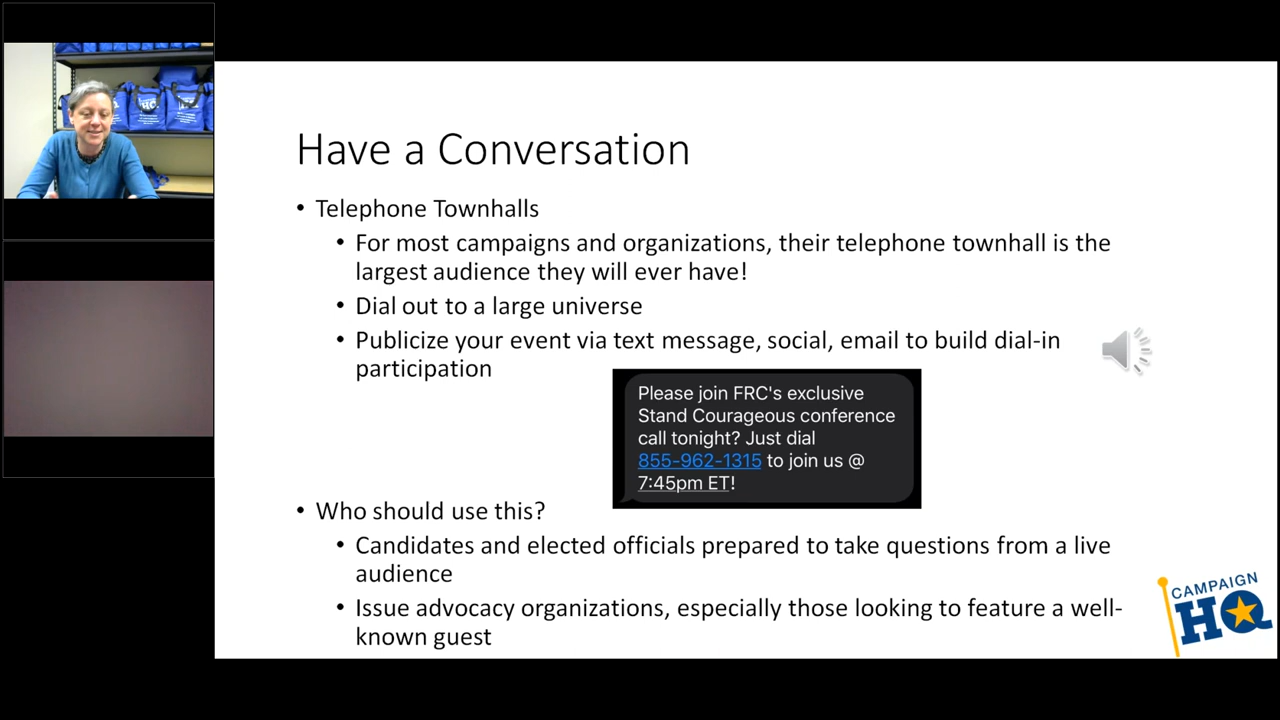 Have a Conversation
• Telephone Townhalls
• For most campaigns and organizations, their telephone townhall is the
largest audience they will ever have!
• Dial out to a large universe
• Publicize your event via text message, social, email to build dial-in
participation
Please join FRC's exclusive
Stand Courageous conference
call tonight? Just dial
855-962-1315 to join us @
7:45pm ET!
• Who should use this?
• Candidates and elected officials prepared to take questions from a live
audience
• Issue advocacy organizations, especially those looking to feature a well-
known guest
CAMPAIGN
HQ
HQ